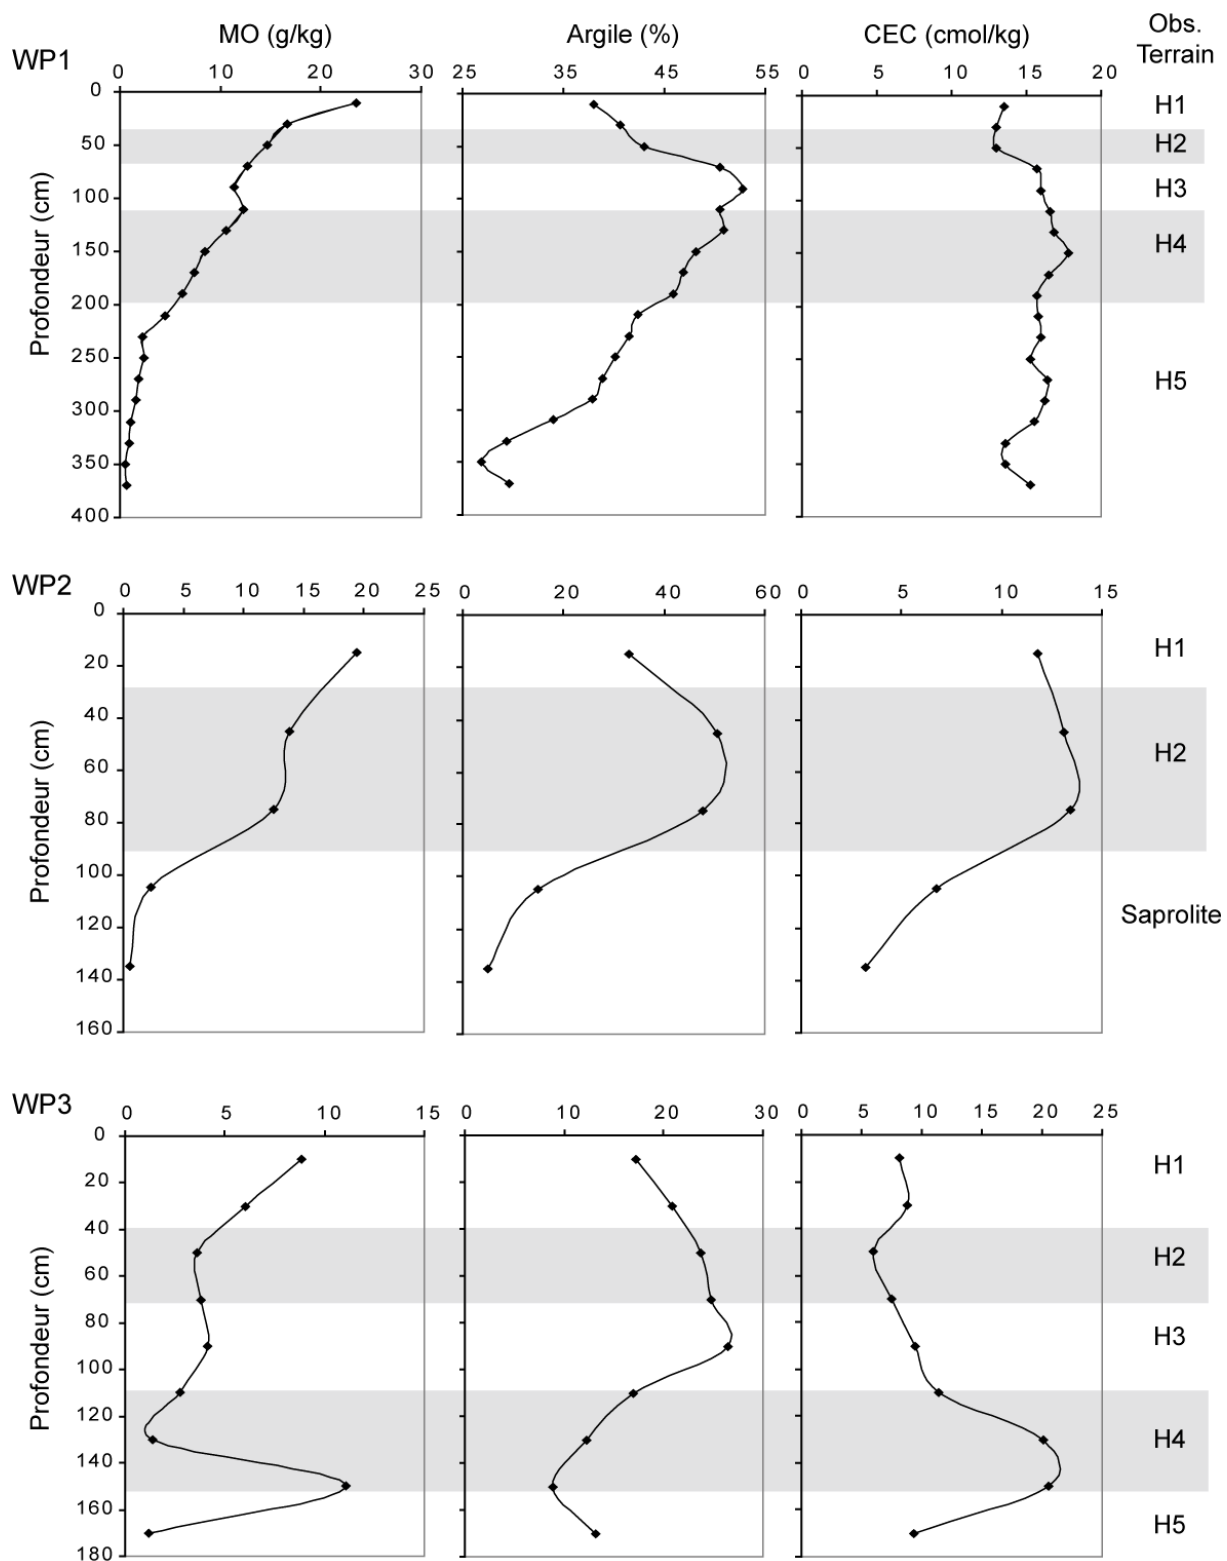 MO (g/kg) Argile (%) CEC (cmol/kg) Obs. Terrain
WP1
0 10 20 30 25 35 45 55 0 5 10 15 20
0
50
100
150
200
250
300
350
400
Profondeur (cm)
H1
H2
H3
H4
H5
WP2
0 5 10 15 20 25 0 20 40 60 0 5 10 15
0
20
40
60
80
100
120
140
160
Profondeur (cm)
H1
H2
Saprolite
WP3
0 5 10 15 0 10 20 30 0 5 10 15 20 25
0
20
40
60
80
100
120
140
160
180
Profondeur (cm)
H1
H2
H3
H4
H5